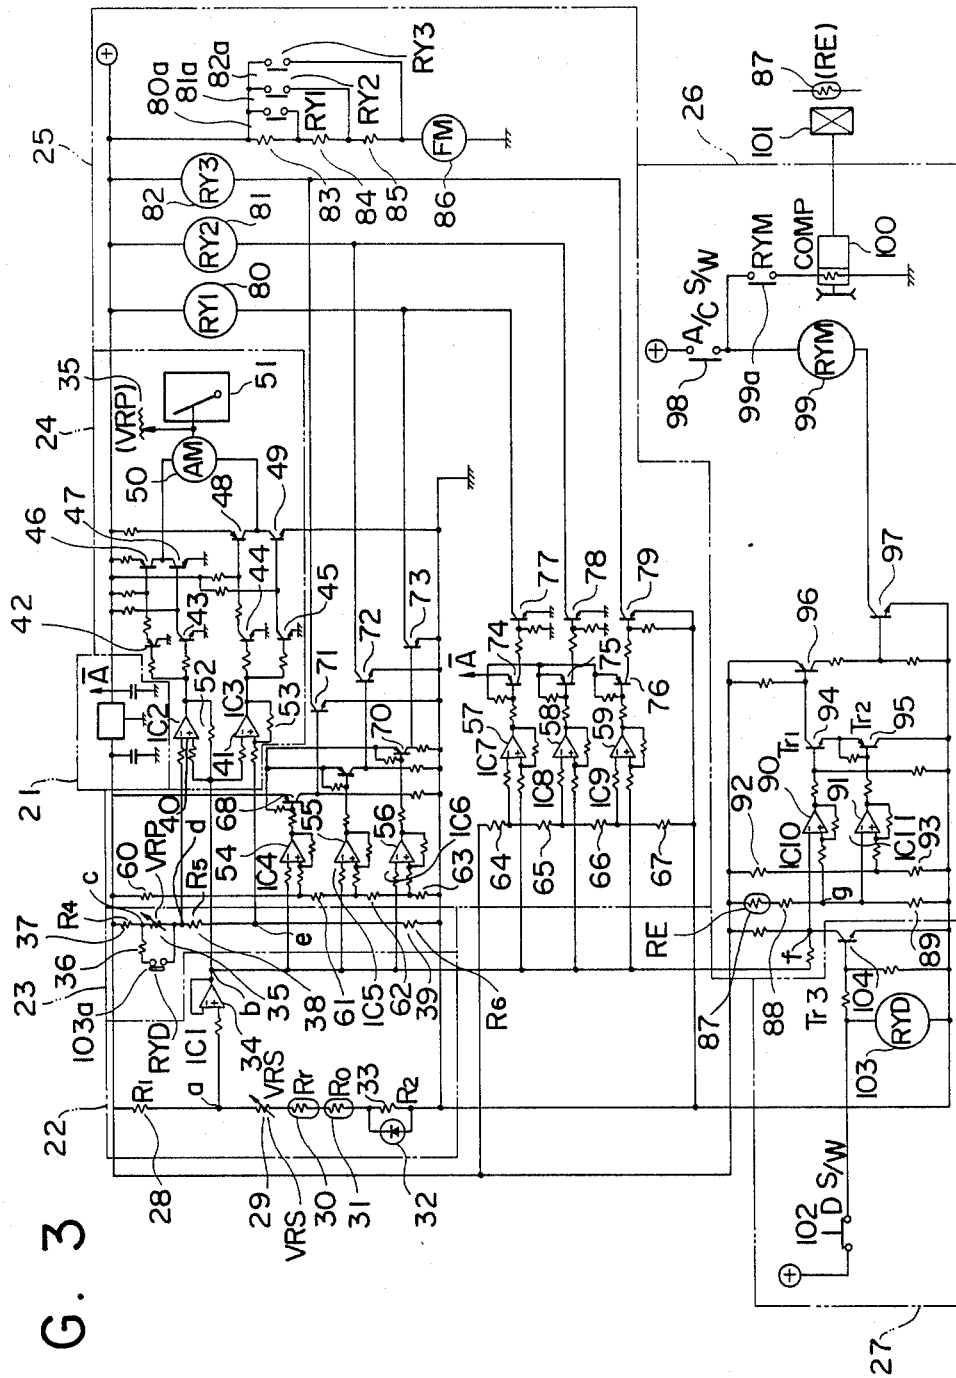 G. 3
22
23
21
24
25
28
R1
a
103a
RYD
IC1
34
36
37
R4
c
60
VRP
d
R5
b
35
38
40
IC2
52
41
IC3
53
e
42
43
44
45
46
47
48
49
50
AM
(VRP)
35
51
A
29
VRS
VRS
30
Rr
31
Ro
33
R2
32
54
IC4
55
61
IC5
62
56
IC6
63
39
R6
68
70
71
72
73
RY1
80
RY2
81
RY3
82
80a
81a
82a
83
84
85
RY1
RY2
RY3
FM
86
64
65
66
67
IC7
57
IC8
58
IC9
59
A
74
75
76
77
78
79
102
D S/W
27
103
RYD
Tr3
104
f
87
RE
88
89
g
92
93
IC10
90
IC11
91
Tr1
94
Tr2
95
96
97
98
A/C S/W
99
RYM
99a
RYM
COMP
100
101
87
(RE)
26